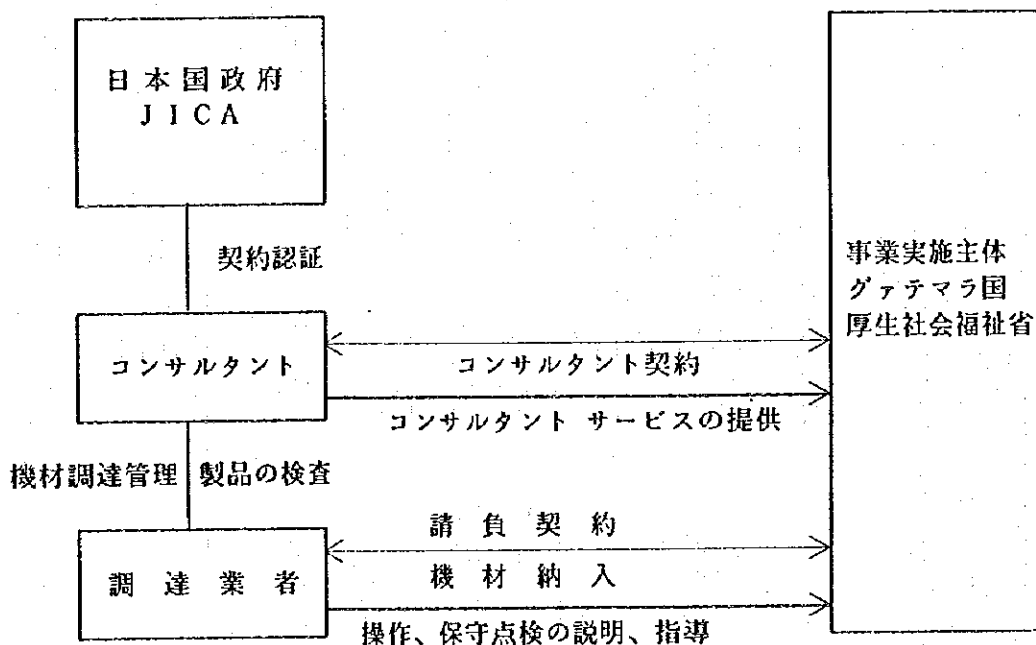 日本国政府
JICA
契約認証
事業実施主体
グァテマラ国
厚生社会福祉省
コンサルタント
コンサルタント契約
コンサルタント サービスの提供
機材調達管理 製品の検査
請負契約
調達業者
機材納入
操作、保守点検の説明、指導